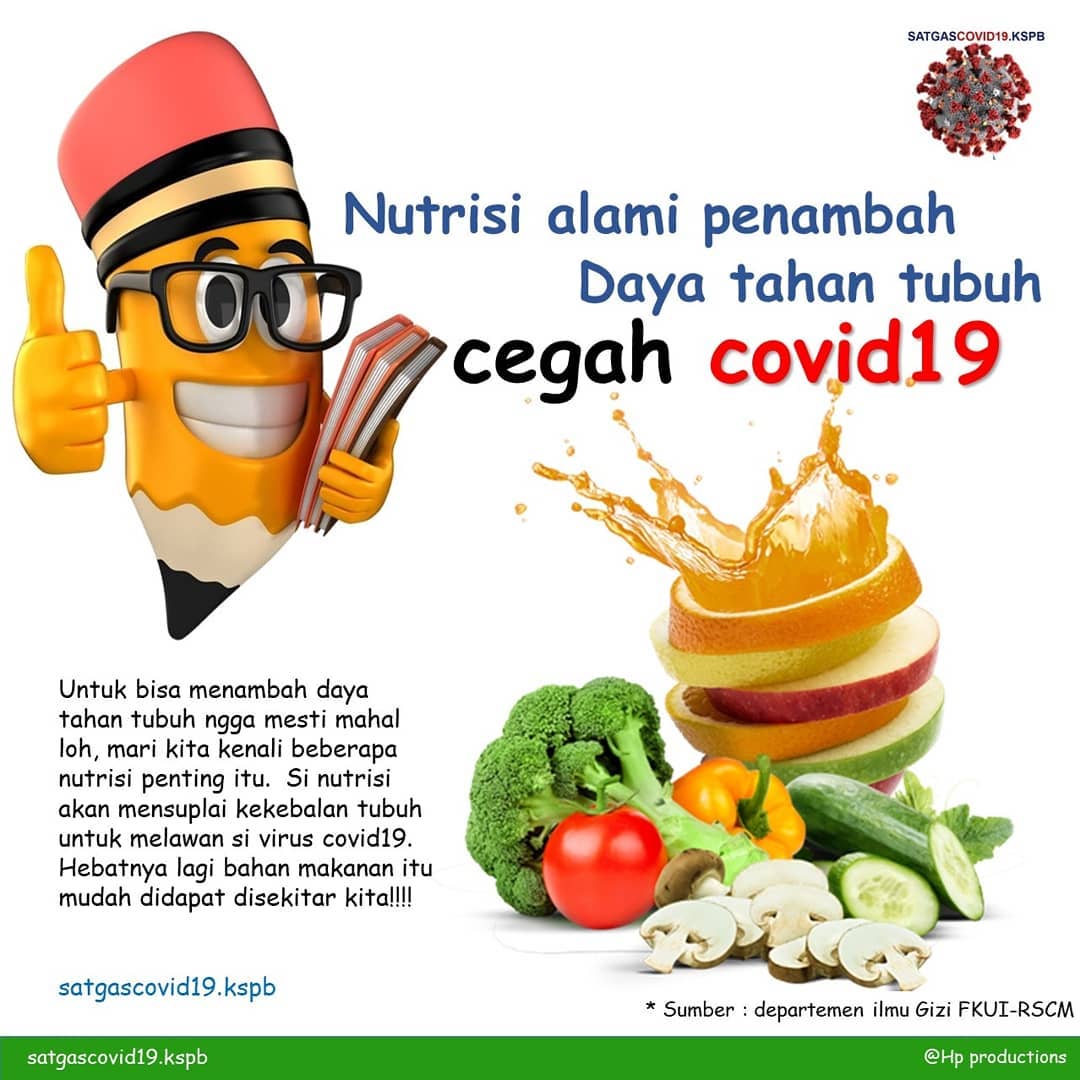 SATGASCOVID19.KSPB
Nutrisi alami penambah
Daya tahan tubuh
cegah covid19
Untuk bisa menambah daya
tahan tubuh ngga mesti mahal
loh, mari kita kenali beberapa
nutrisi penting itu.  Si nutrisi
akan mensuplai kekebalan tubuh
untuk melawan si virus covid19.
Hebatnya lagi bahan makanan itu
mudah didapat disekitar kita!!!!
satgascovid19.kspb
* Sumber : departemen ilmu Gizi FKUI-RSCM
satgascovid19.kspb
@Hp productions